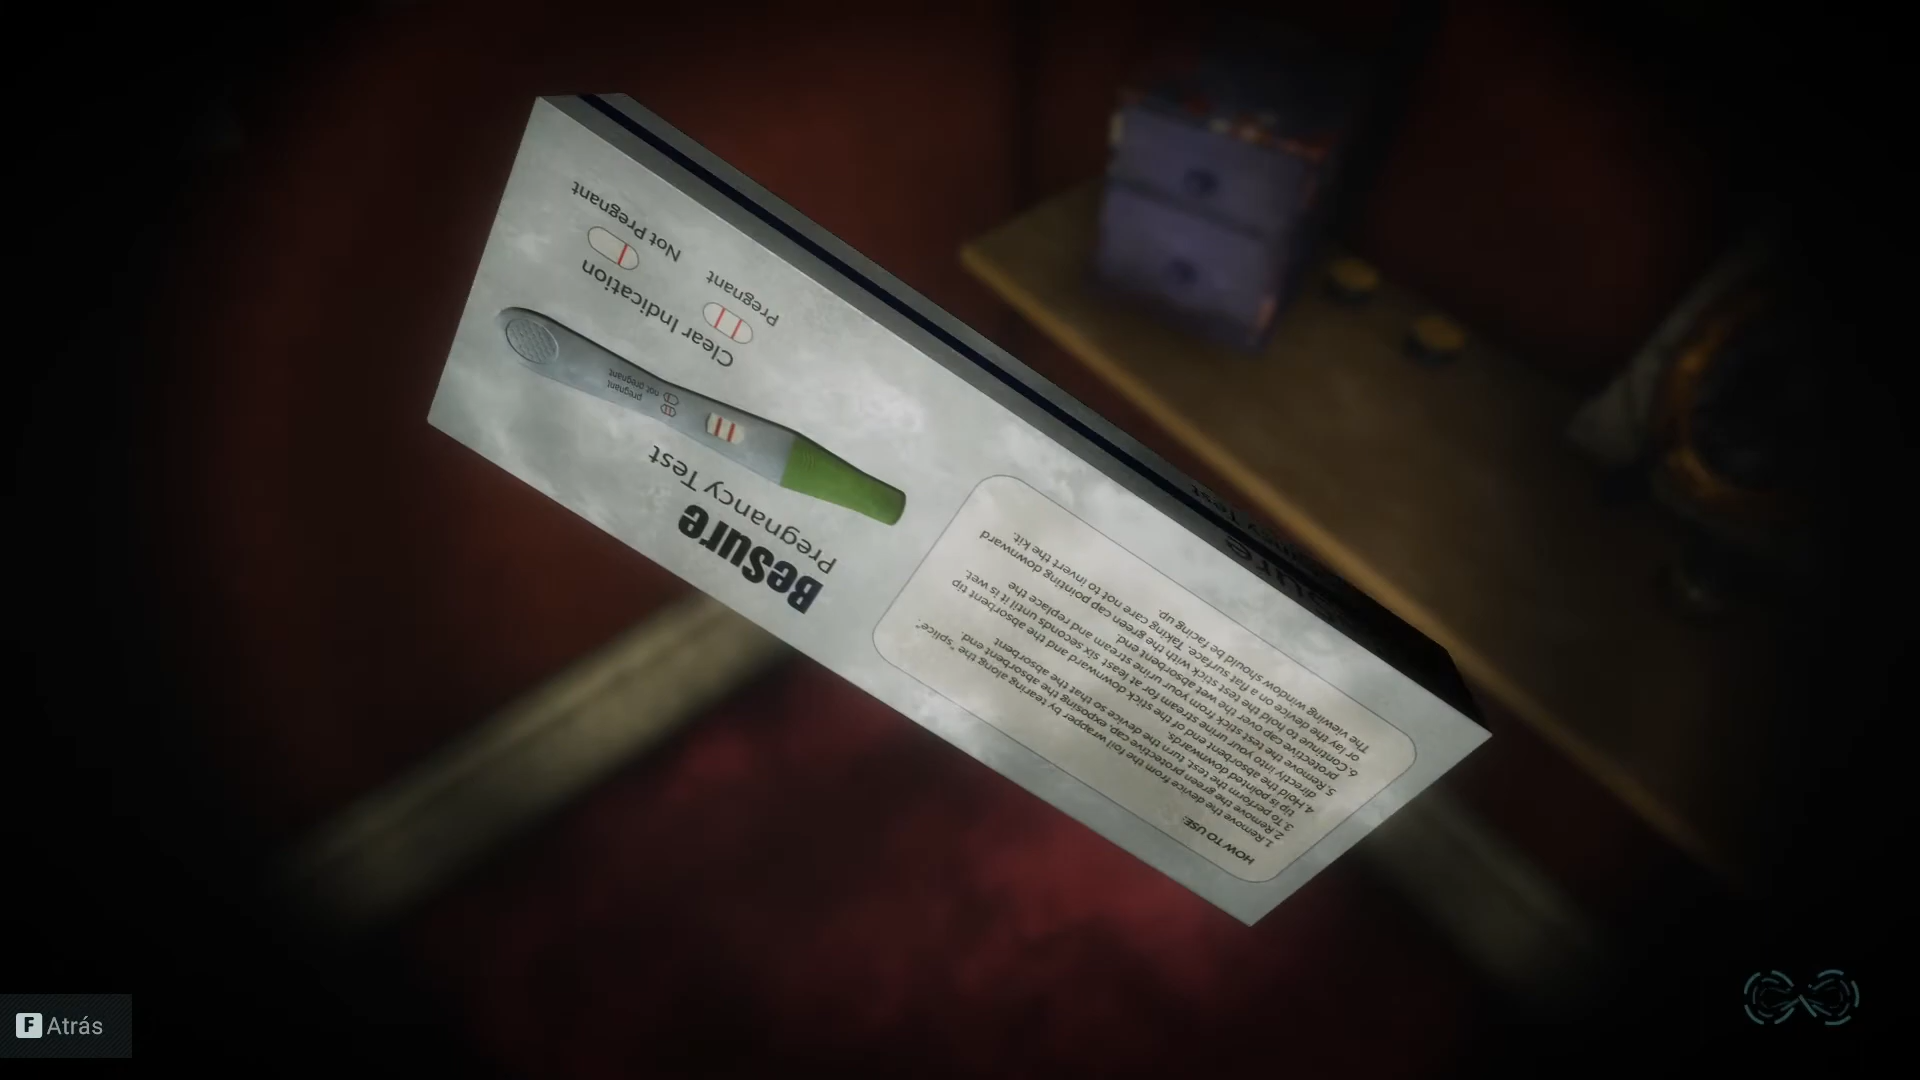 BeSure
Pregnancy Test
pregnant
not pregnant
Clear Indication
Pregnant
Not Pregnant
HOW TO USE:
1.Remove the device from the foil wrapper by tearing along the "splice".
2.Remove the green protective cap, exposing the absorbent end.
3. To perform the test, turn the device so that the absorbent
tip is pointed downwards.
4.Hold the absorbent end of the stick downward and the absorbent tip
directly into your urine stream for at least six seconds until it is wet.
5.Remove the test stick from your urine stream and replace the
protective cap over the wet absorbent end.
6.Continue to hold the test stick with the green cap pointing downward
or lay the device on a flat surface. Taking care not to invert the kit.
The viewing window should be facing up.
Test
F Atrás